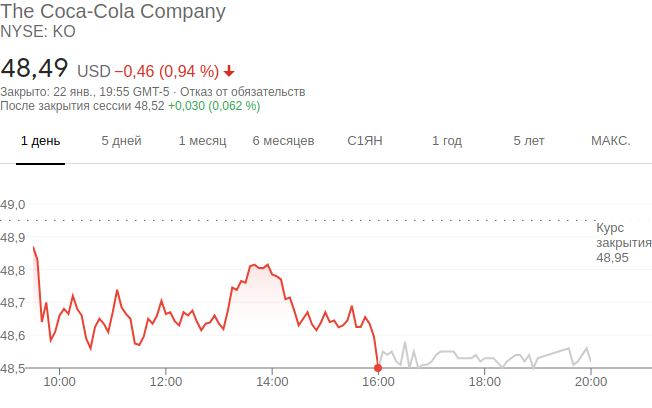 The Coca-Cola Company
NYSE: KO
48,49 USD −0,46 (0,94 %)
Закрыто: 22 янв., 19:55 GMT-5 · Отказ от обязательств
После закрытия сессии 48,52 +0,030 (0,062 %)
1 день 5 дней 1 месяц 6 месяцев С1ЯН 1 год 5 лет МАКС.
49,0
48,9
48,8
48,7
48,6
48,5
Курс
закрытия
48,95
10:00 12:00 14:00 16:00 18:00 20:00